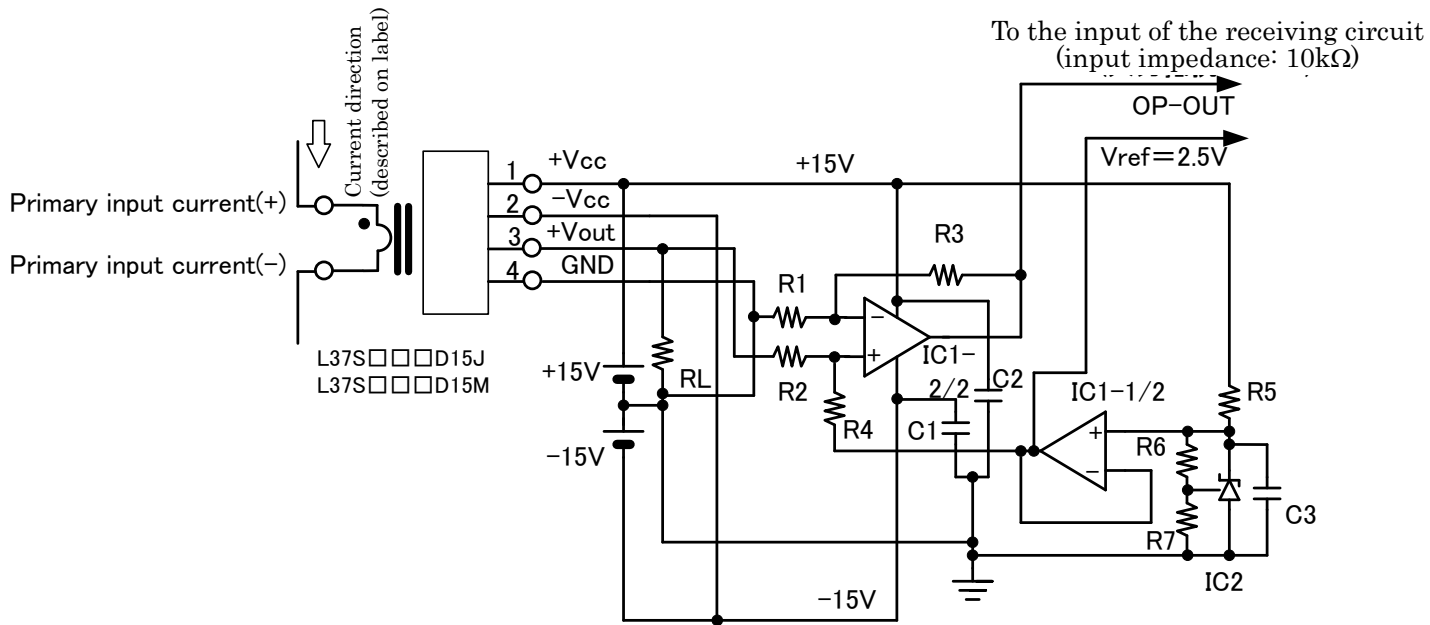 To the input of the receiving circuit
(input impedance: 10kΩ)
OP-OUT
Vref=2.5V
Current direction
(described on label)
Primary input current(+)
Primary input current(-)
1
+Vcc
2
-Vcc
3
+Vout
4
GND
L37S□□□D15J
L37S□□□D15M
+15V
-15V
RL
+15V
R1
R2
R3
R4
IC1-
2/2
C2
C1
IC1-1/2
R5
R6
R7
C3
IC2
-15V
+
−
+
−